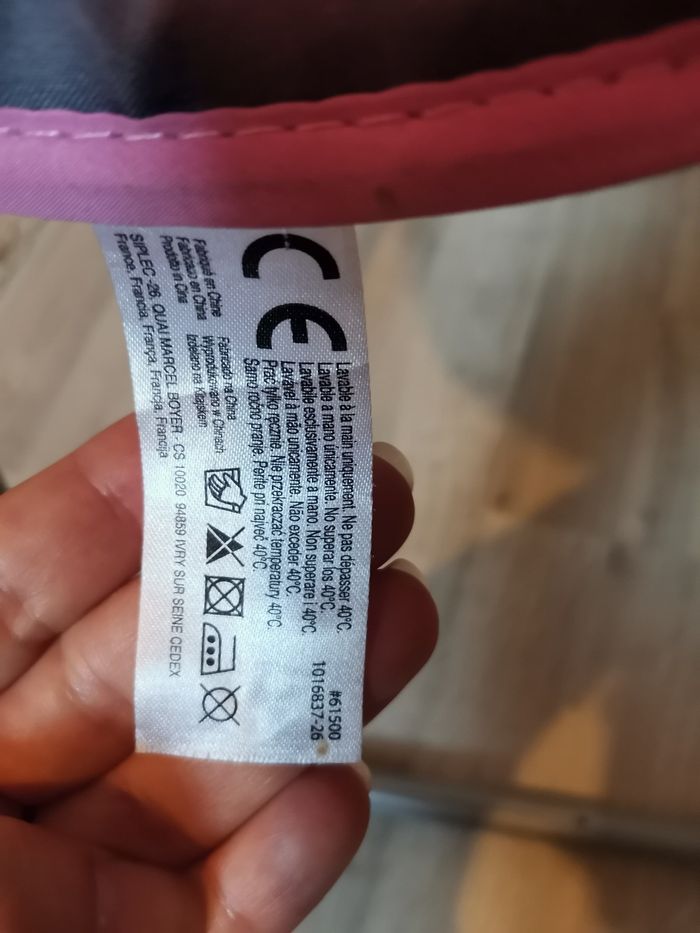 CE
Lavable à la main uniquement. Ne pas dépasser 40°C.
Lavable a mano unicamente. No superar los 40°C.
Lavabile esclusivamente a mano. Non superare i 40°C.
Lavável à mão unicamente. Não exceder 40°C.
Prać tylko ręcznie. Nie przekraczać temperatury 40°C.
Samo ročno pranje. Perite pri največ 40°C.
#61500
1016837-26
Fabriqué en Chine
Fabricado en China
Prodotto in Cina
Fabricado na China
Wyprodukowano w Chinach
Izdelano na Kitajskem
SIPLEC -26, QUAI MARCEL BOYER - CS 10020 94859 IVRY SUR SEINE CEDEX
France, Francia, França, Francja, Francija